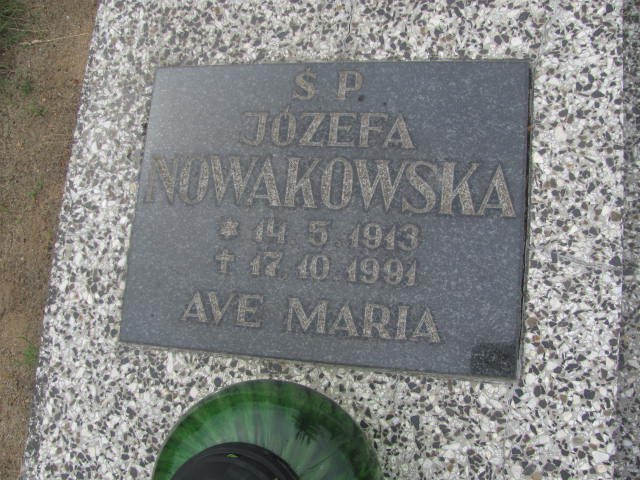 Ś P
JÓZEFA
NOWAKOWSKA
* 14 5 1913
† 17 10 1991
AVE MARIA